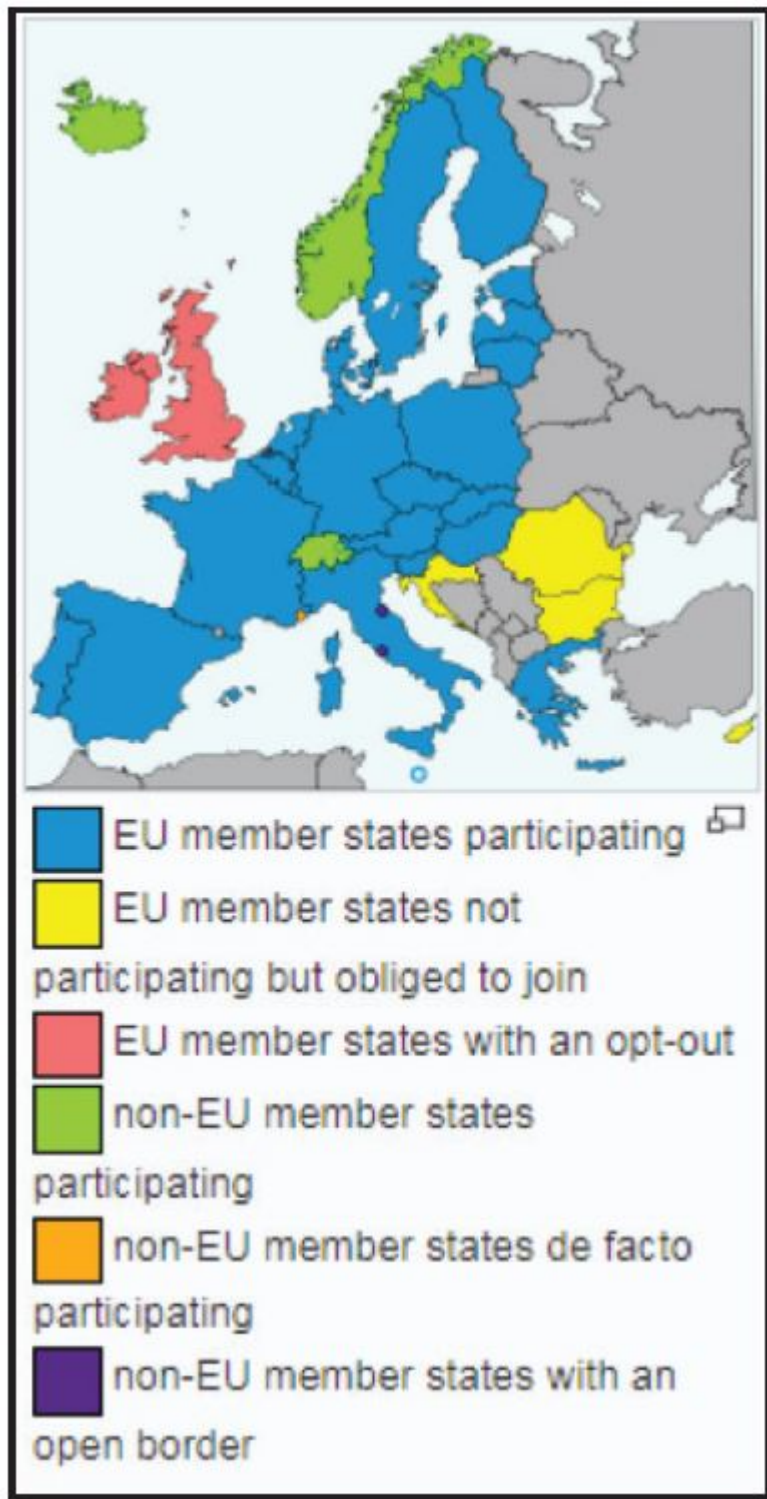 EU member states participating
EU member states not
participating but obliged to join
EU member states with an opt-out
non-EU member states
participating
non-EU member states de facto
participating
non-EU member states with an
open border